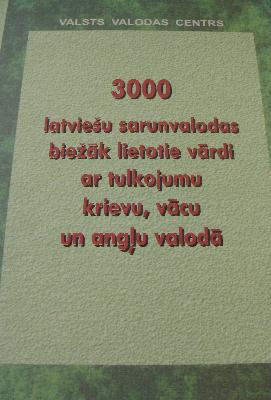 VALSTS VALODAS CENTRS
3000
latviešu sarunvalodas
biežāk lietotie vārdi
ar tulkojumu
krievu, vācu
un angļu valodā